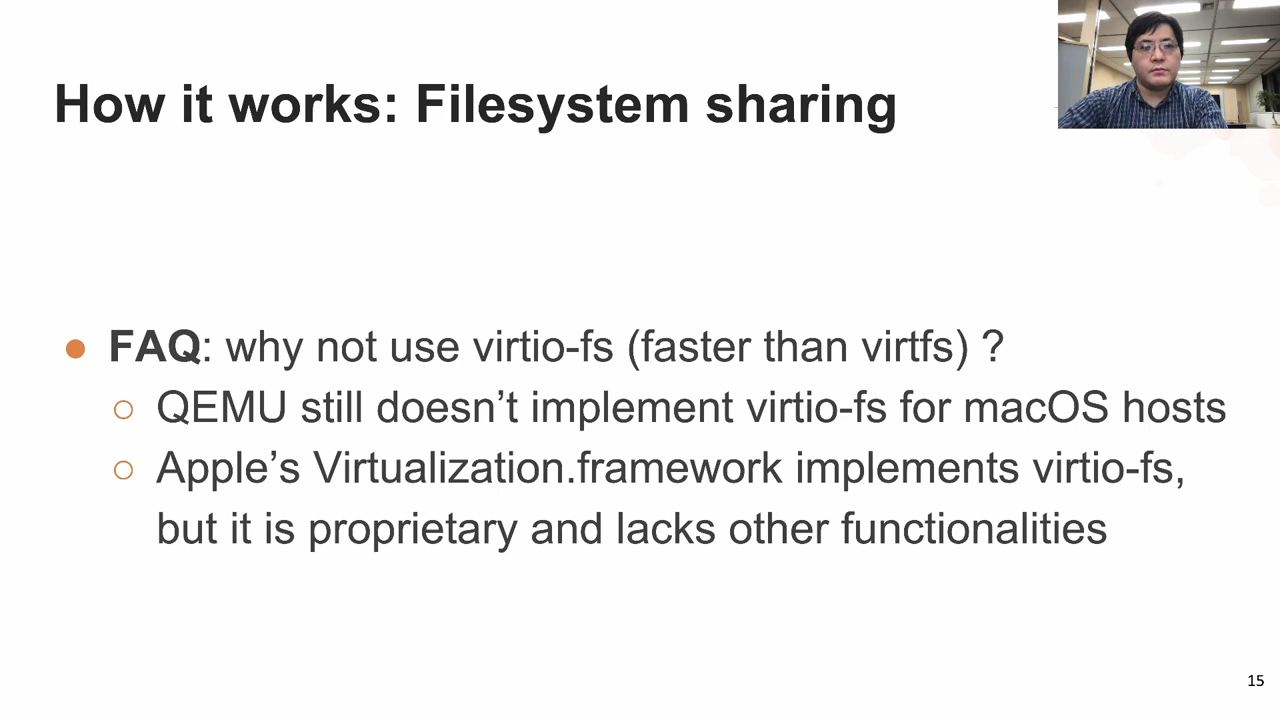 How it works: Filesystem sharing
● FAQ: why not use virtio-fs (faster than virtfs) ?
○ QEMU still doesn’t implement virtio-fs for macOS hosts
○ Apple’s Virtualization.framework implements virtio-fs,
but it is proprietary and lacks other functionalities
15